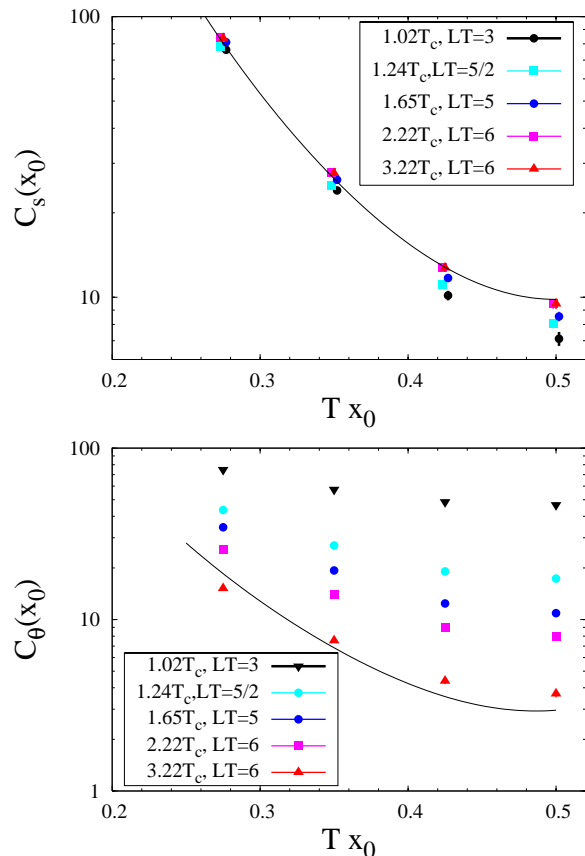 100
10
C_s(x_0)
1.02T_c, LT=3
1.24T_c,LT=5/2
1.65T_c, LT=5
2.22T_c, LT=6
3.22T_c, LT=6
0.2 0.3 0.4 0.5
T x_0
100
10
1
C_θ(x_0)
1.02T_c, LT=3
1.24T_c,LT=5/2
1.65T_c, LT=5
2.22T_c, LT=6
3.22T_c, LT=6
0.2 0.3 0.4 0.5
T x_0